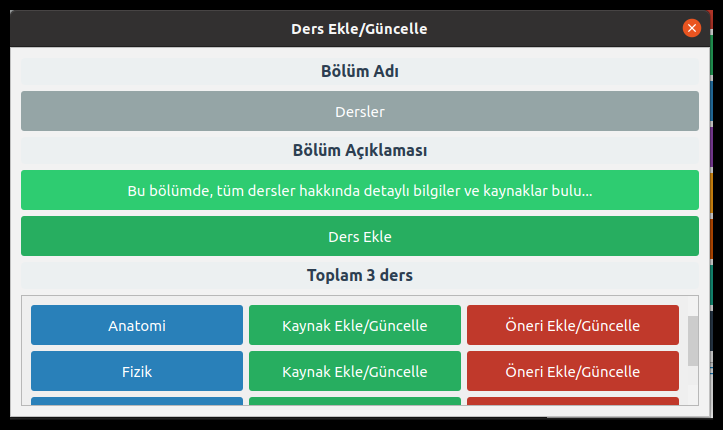 Ders Ekle/Güncelle
Bölüm Adı
Dersler
Bölüm Açıklaması
Bu bölümde, tüm dersler hakkında detaylı bilgiler ve kaynaklar bulu...
Ders Ekle
Toplam 3 ders
Anatomi Kaynak Ekle/Güncelle Öneri Ekle/Güncelle
Fizik Kaynak Ekle/Güncelle Öneri Ekle/Güncelle